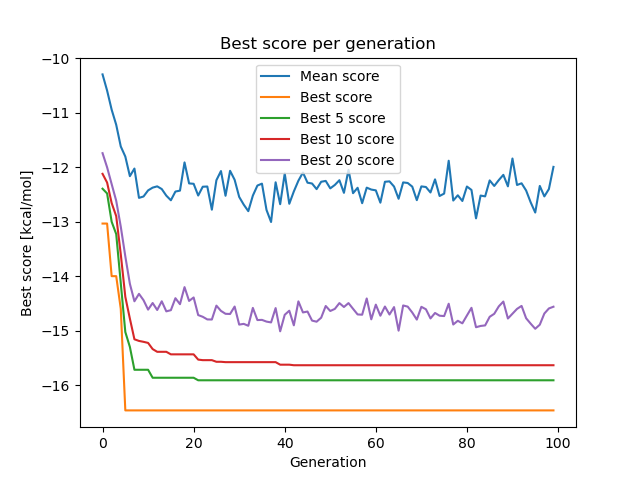 Best score per generation
Best score [kcal/mol]
−10
−11
−12
−13
−14
−15
−16
Mean score
Best score
Best 5 score
Best 10 score
Best 20 score
0 20 40 60 80 100
Generation